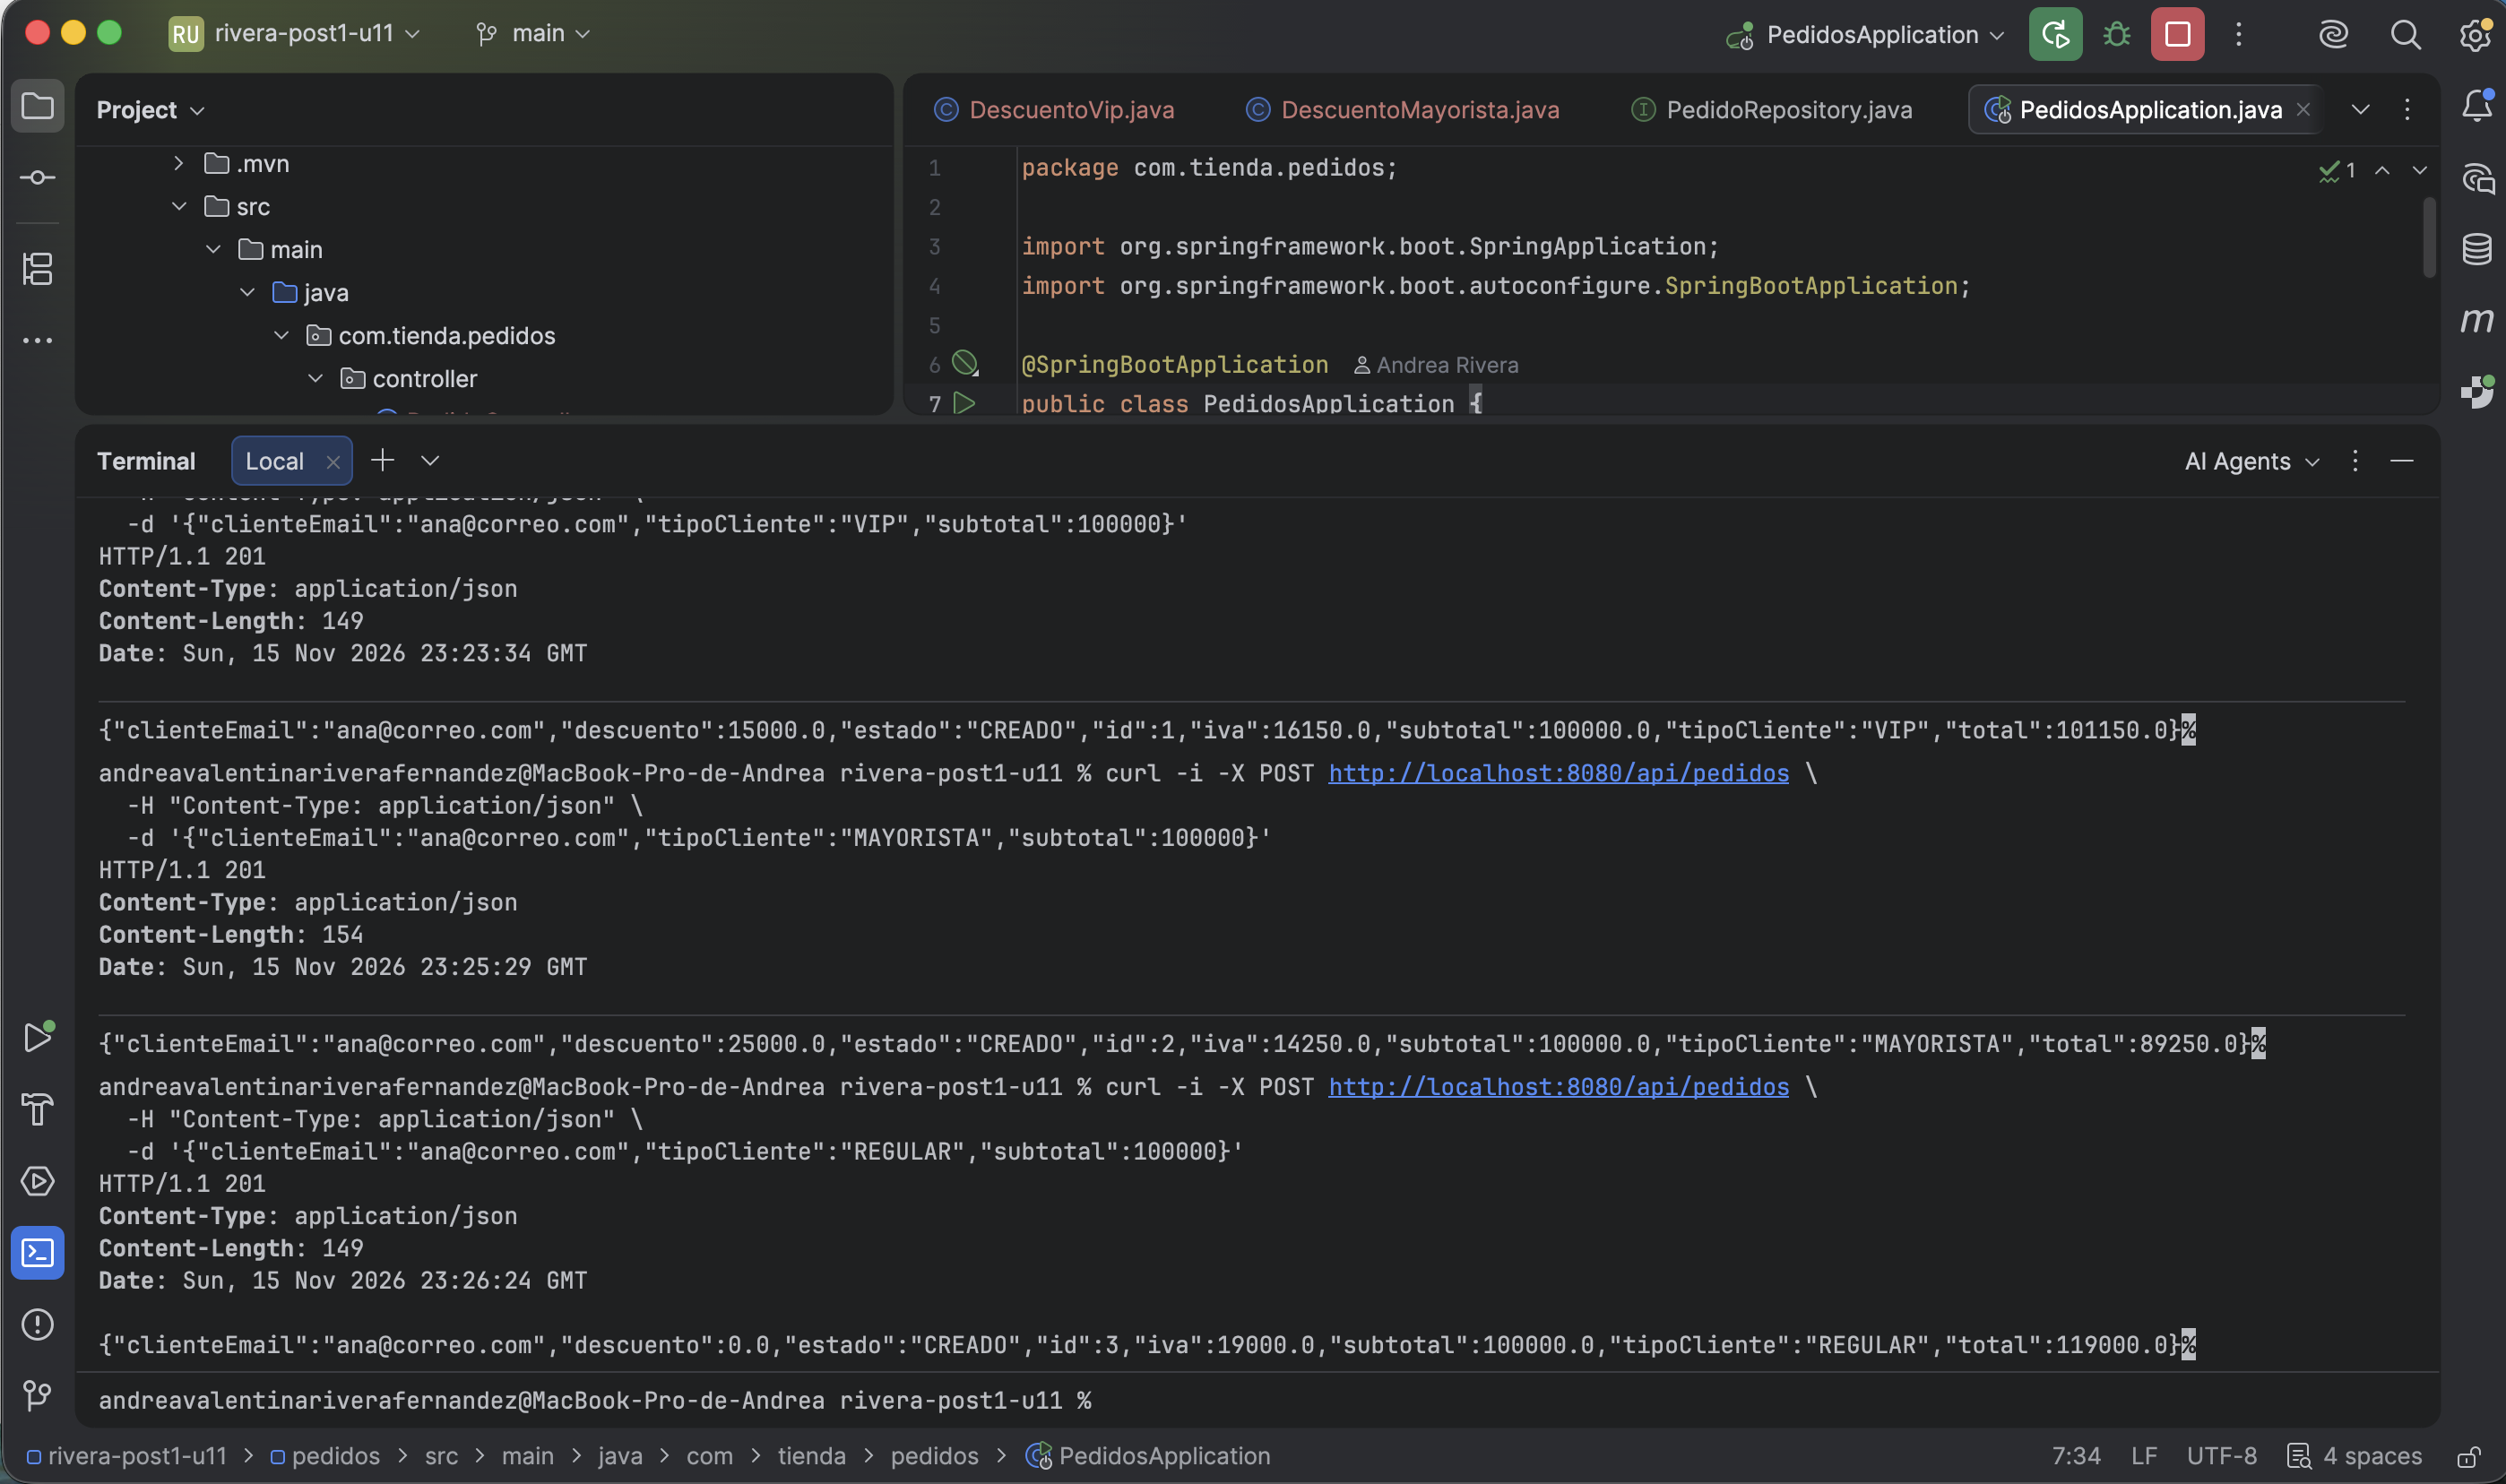 RU rivera-post1-u11 main PedidosApplication
Project
.mvn
src
main
java
com.tienda.pedidos
controller
DescuentoVip.java DescuentoMayorista.java PedidoRepository.java PedidosApplication.java
1 package com.tienda.pedidos;
1
2
3 import org.springframework.boot.SpringApplication;
4 import org.springframework.boot.autoconfigure.SpringBootApplication;
5
6 @SpringBootApplication Andrea Rivera
7 public class PedidosApplication {
Terminal Local AI Agents
-d '{"clienteEmail":"ana@correo.com","tipoCliente":"VIP","subtotal":100000}'
HTTP/1.1 201
Content-Type: application/json
Content-Length: 149
Date: Sun, 15 Nov 2026 23:23:34 GMT
{"clienteEmail":"ana@correo.com","descuento":15000.0,"estado":"CREADO","id":1,"iva":16150.0,"subtotal":100000.0,"tipoCliente":"VIP","total":101150.0}%
andreavalentinariverafernandez@MacBook-Pro-de-Andrea rivera-post1-u11 % curl -i -X POST http://localhost:8080/api/pedidos \
-H "Content-Type: application/json" \
-d '{"clienteEmail":"ana@correo.com","tipoCliente":"MAYORISTA","subtotal":100000}'
HTTP/1.1 201
Content-Type: application/json
Content-Length: 154
Date: Sun, 15 Nov 2026 23:25:29 GMT
{"clienteEmail":"ana@correo.com","descuento":25000.0,"estado":"CREADO","id":2,"iva":14250.0,"subtotal":100000.0,"tipoCliente":"MAYORISTA","total":89250.0}%
andreavalentinariverafernandez@MacBook-Pro-de-Andrea rivera-post1-u11 % curl -i -X POST http://localhost:8080/api/pedidos \
-H "Content-Type: application/json" \
-d '{"clienteEmail":"ana@correo.com","tipoCliente":"REGULAR","subtotal":100000}'
HTTP/1.1 201
Content-Type: application/json
Content-Length: 149
Date: Sun, 15 Nov 2026 23:26:24 GMT
{"clienteEmail":"ana@correo.com","descuento":0.0,"estado":"CREADO","id":3,"iva":19000.0,"subtotal":100000.0,"tipoCliente":"REGULAR","total":119000.0}%
andreavalentinariverafernandez@MacBook-Pro-de-Andrea rivera-post1-u11 %
rivera-post1-u11 > pedidos > src > main > java > com > tienda > pedidos > PedidosApplication 7:34 LF UTF-8 4 spaces